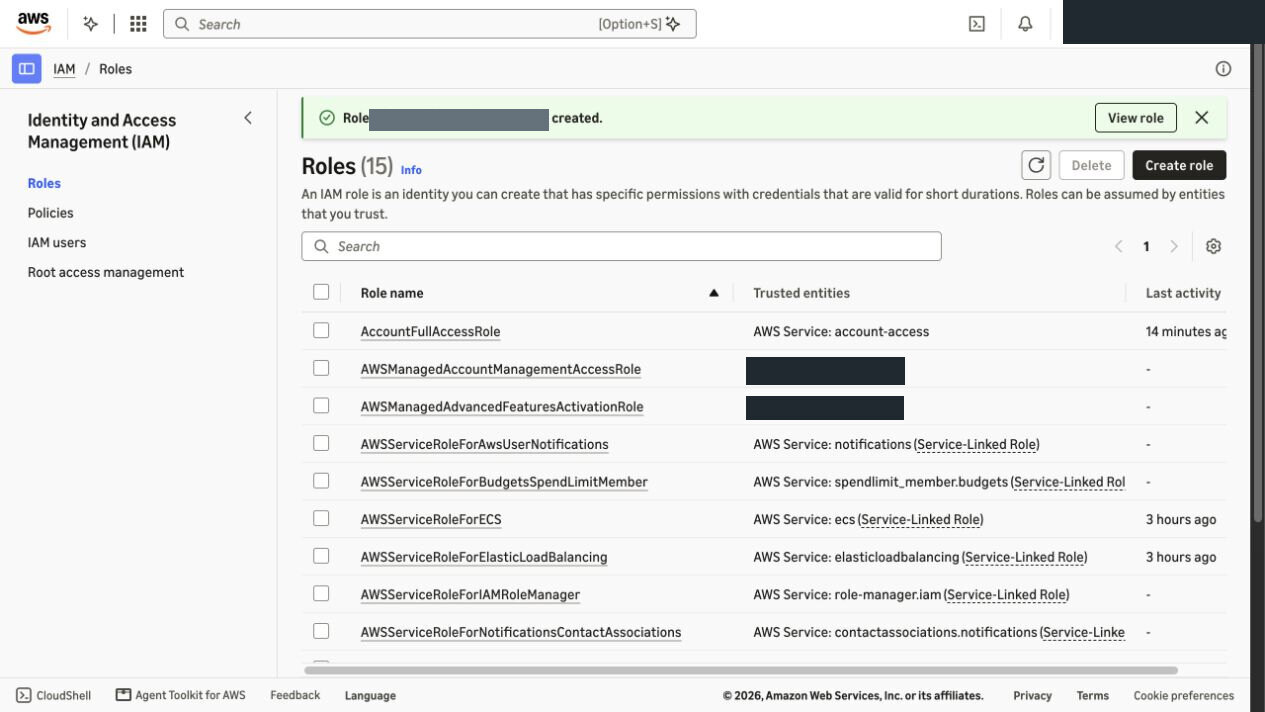 aws
Search [Option+S]
IAM / Roles
Identity and Access
Management (IAM)
Roles
Policies
IAM users
Root access management
Role created.
View role
Roles (15) Info
Delete
Create role
An IAM role is an identity you can create that has specific permissions with credentials that are valid for short durations. Roles can be assumed by entities
that you trust.
Search
1
Role name Trusted entities Last activity
AccountFullAccessRole AWS Service: account-access 14 minutes ag
AWSManagedAccountManagementAccessRole -
AWSManagedAdvancedFeaturesActivationRole -
AWSServiceRoleForAwsUserNotifications AWS Service: notifications (Service-Linked Role) -
AWSServiceRoleForBudgetsSpendLimitMember AWS Service: spendlimit_member.budgets (Service-Linked Rol -
AWSServiceRoleForECS AWS Service: ecs (Service-Linked Role) 3 hours ago
AWSServiceRoleForElasticLoadBalancing AWS Service: elasticloadbalancing (Service-Linked Role) 3 hours ago
AWSServiceRoleForIAMRoleManager AWS Service: role-manager.iam (Service-Linked Role) -
AWSServiceRoleForNotificationsContactAssociations AWS Service: contactassociations.notifications (Service-Linke -
CloudShell Agent Toolkit for AWS Feedback Language © 2026, Amazon Web Services, Inc. or its affiliates. Privacy Terms Cookie preferences